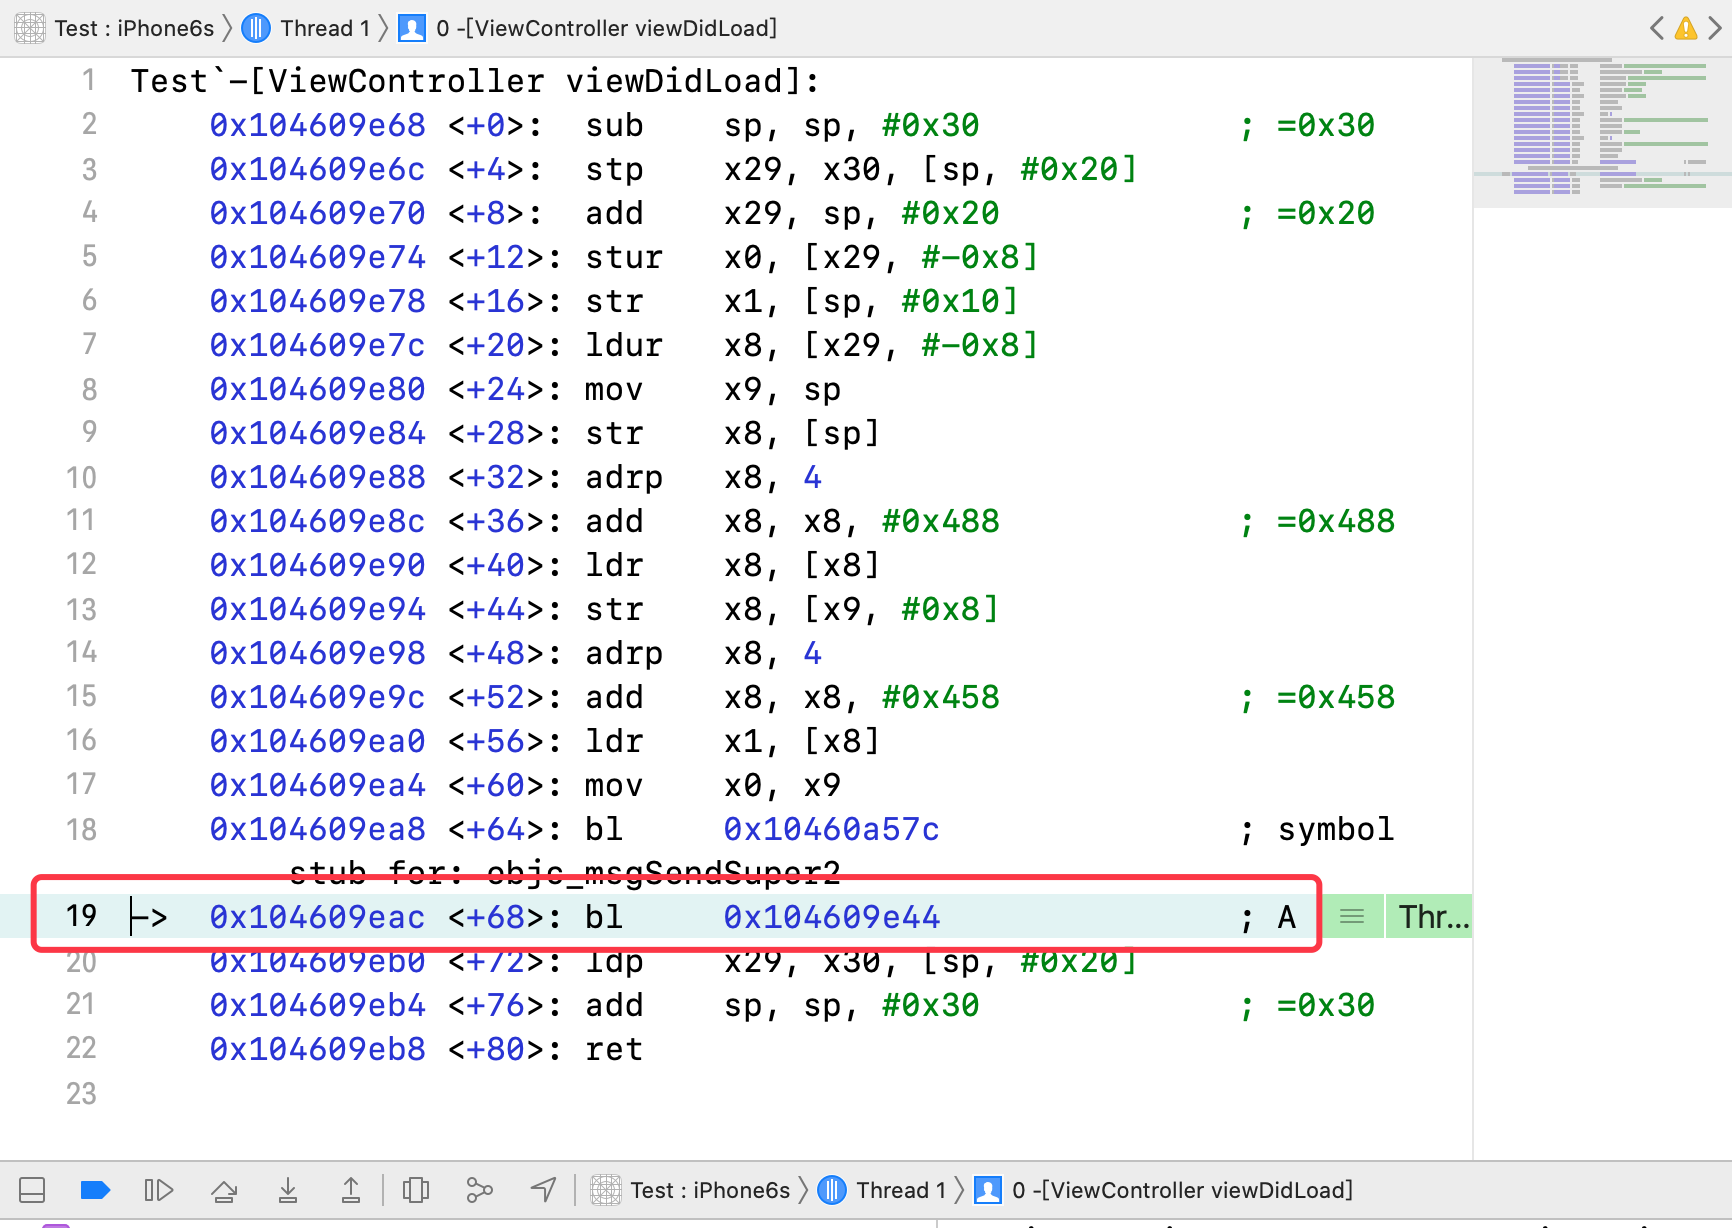 Test : iPhone6s Thread 1 0 -[ViewController viewDidLoad]
1 Test`-[ViewController viewDidLoad]:
2 0x104609e68 <+0>: sub sp, sp, #0x30 ; =0x30
3 0x104609e6c <+4>: stp x29, x30, [sp, #0x20]
4 0x104609e70 <+8>: add x29, sp, #0x20 ; =0x20
5 0x104609e74 <+12>: stur x0, [x29, #-0x8]
6 0x104609e78 <+16>: str x1, [sp, #0x10]
7 0x104609e7c <+20>: ldur x8, [x29, #-0x8]
8 0x104609e80 <+24>: mov x9, sp
9 0x104609e84 <+28>: str x8, [sp]
10 0x104609e88 <+32>: adrp x8, 4
11 0x104609e8c <+36>: add x8, x8, #0x488 ; =0x488
12 0x104609e90 <+40>: ldr x8, [x8]
13 0x104609e94 <+44>: str x8, [x9, #0x8]
14 0x104609e98 <+48>: adrp x8, 4
15 0x104609e9c <+52>: add x8, x8, #0x458 ; =0x458
16 0x104609ea0 <+56>: ldr x1, [x8]
17 0x104609ea4 <+60>: mov x0, x9
18 0x104609ea8 <+64>: bl 0x10460a57c ; symbol
stub for: objc_msgSendSuper2
19 -> 0x104609eac <+68>: bl 0x104609e44 ; A Thr...
20 0x104609eb0 <+72>: ldp x29, x30, [sp, #0x20]
21 0x104609eb4 <+76>: add sp, sp, #0x30 ; =0x30
22 0x104609eb8 <+80>: ret
23
Test : iPhone6s Thread 1 0 -[ViewController viewDidLoad]